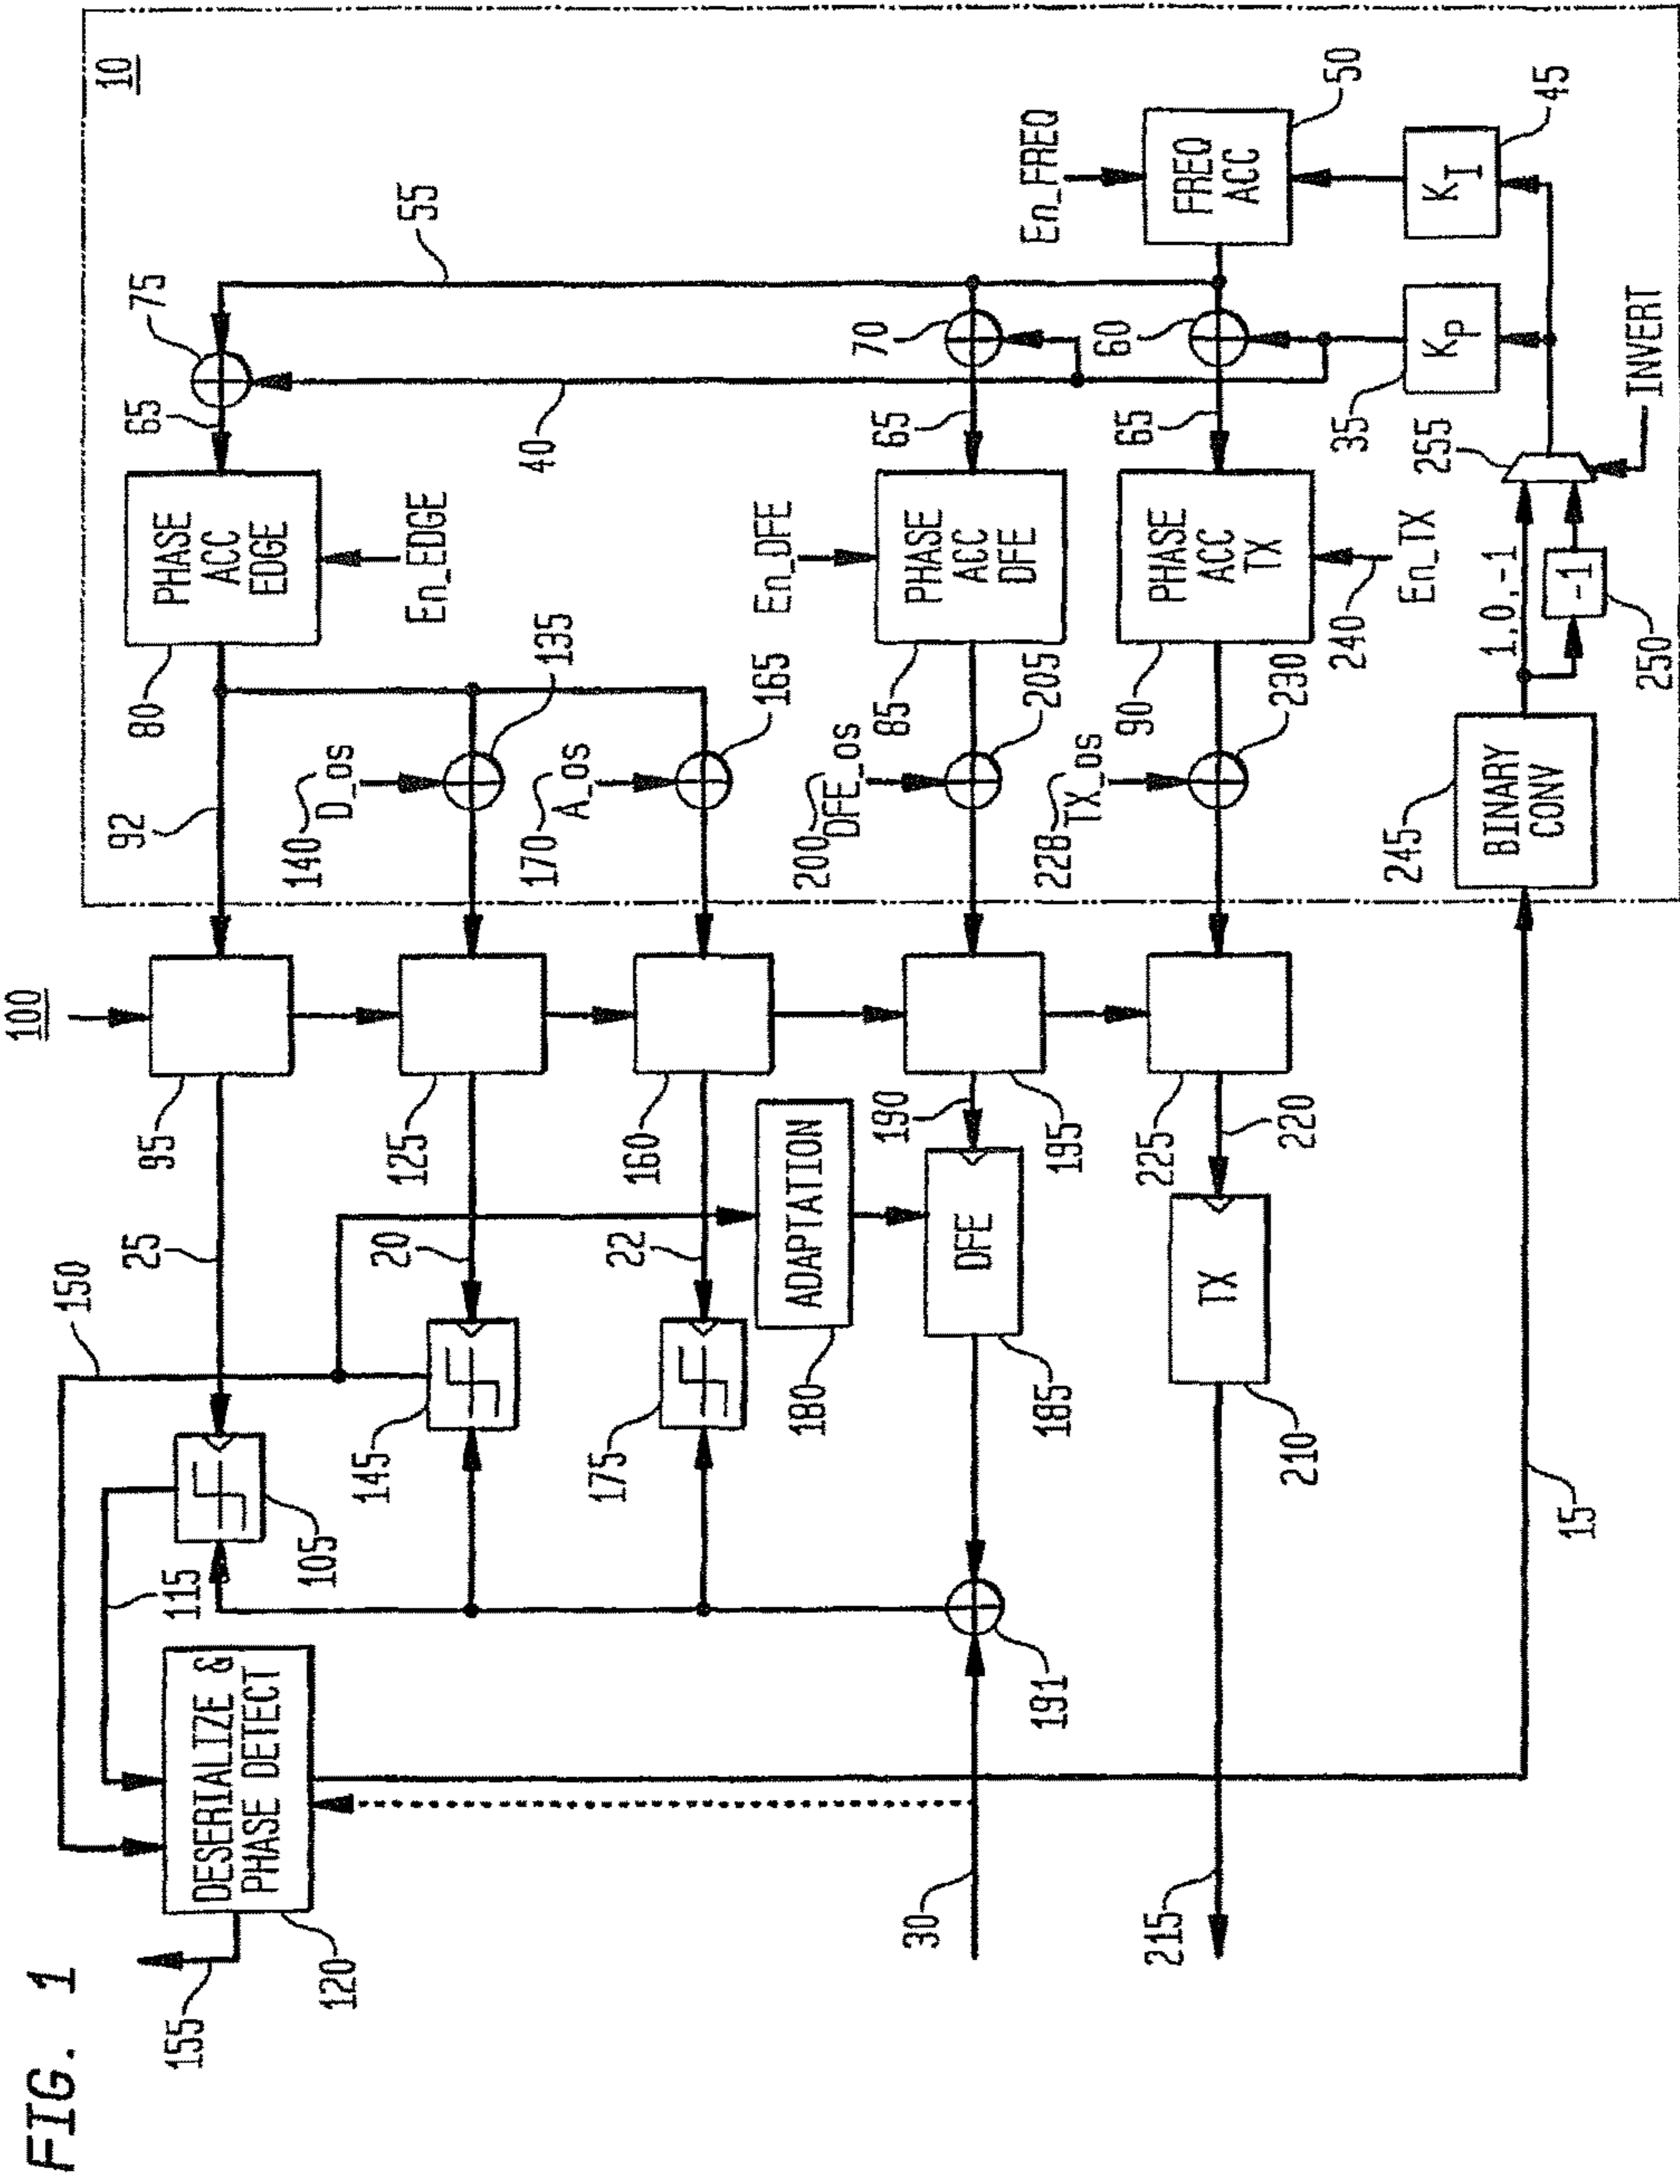 FIG. 1
100
10
155
150
25
95
92
80
PHASE
ACC
EDGE
65
75
115
120
DESERIALIZE &
PHASE DETECT
105
140
D_os
En_EDGE
55
145
20
125
135
40
175
22
160
170
A_os
165
180
ADAPTATION
En_DFE
200
DFE_os
85
PHASE
ACC
DFE
65
70
30
190
DFE
191
185
195
205
En_FREQ
228
TX_os
90
PHASE
ACC
TX
65
60
FREQ
ACC
50
215
225
TX
210
220
230
240
En_TX
35
KP
KI
45
245
BINARY
CONV
1,0,-1
255
-1
250
INVERT
15